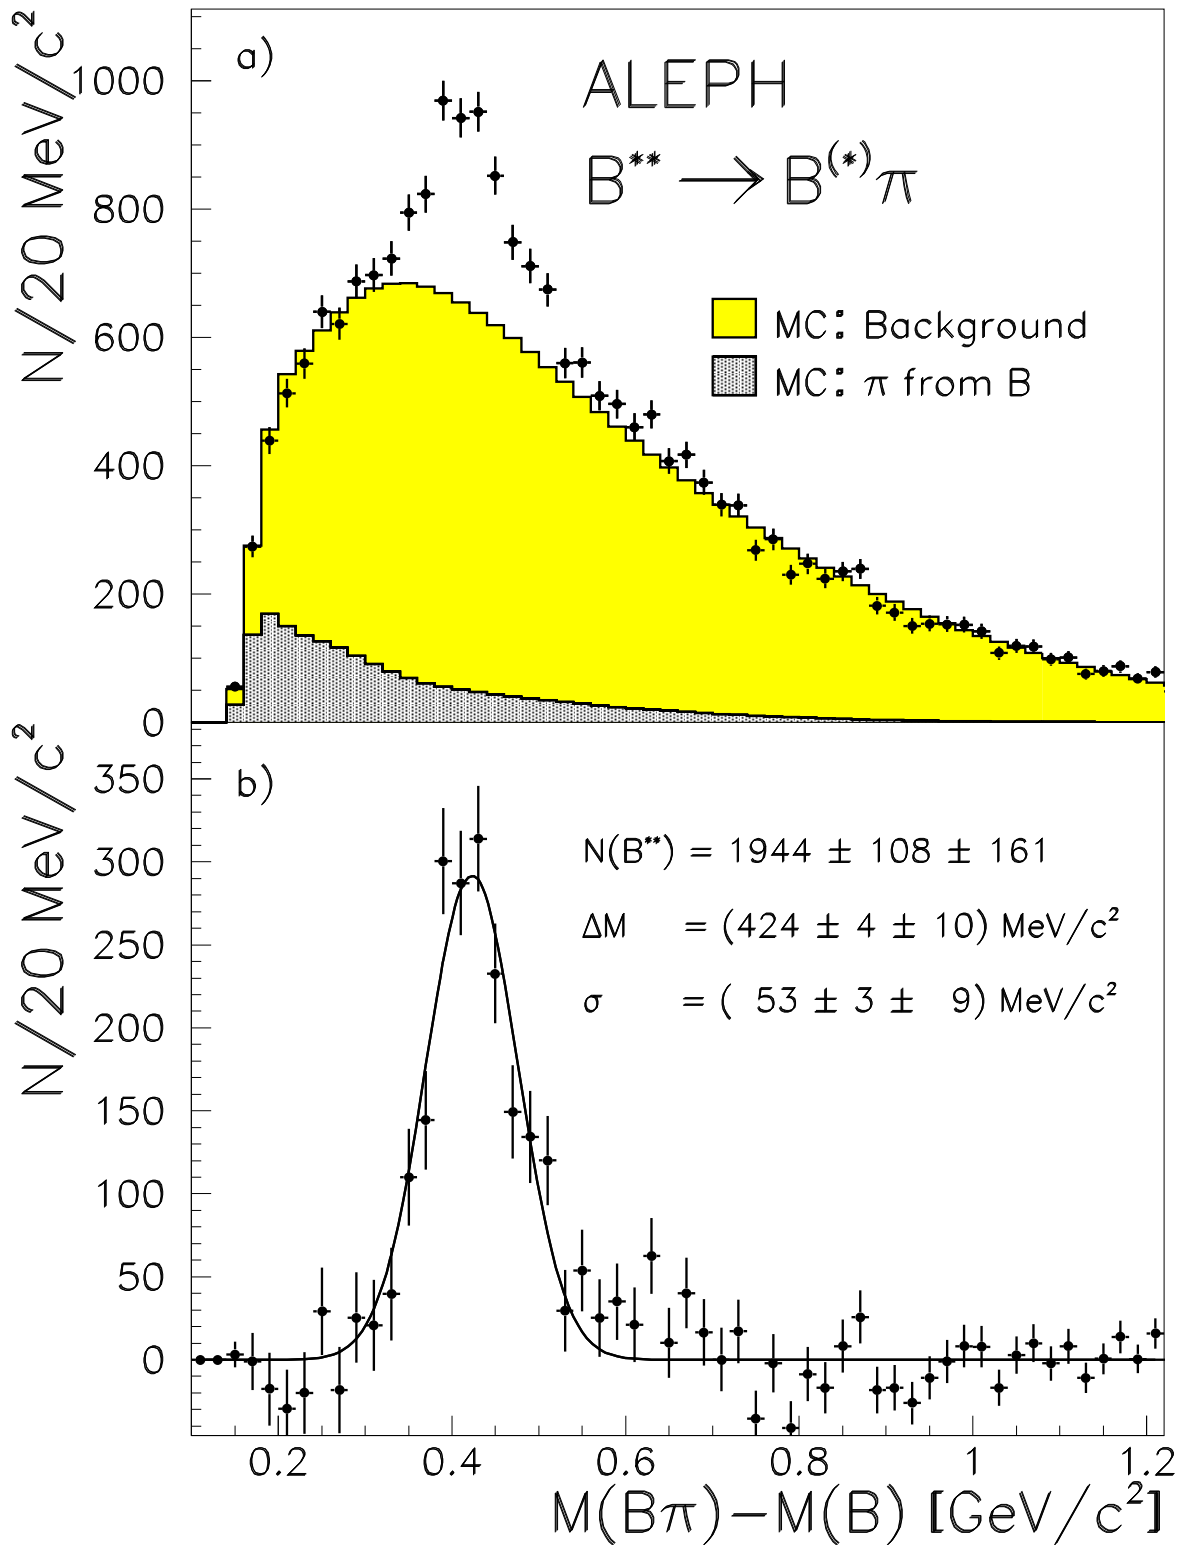 N/20 MeV/c²
a)
ALEPH
B** → B(*)π
MC: Background
MC: π from B
1000
800
600
400
200
0
N/20 MeV/c²
b)
N(B**) = 1944 ± 108 ± 161
ΔM = (424 ± 4 ± 10) MeV/c²
σ = ( 53 ± 3 ± 9) MeV/c²
350
300
250
200
150
100
50
0
0.2 0.4 0.6 0.8 1 1.2
M(Bπ)−M(B) [GeV/c²]